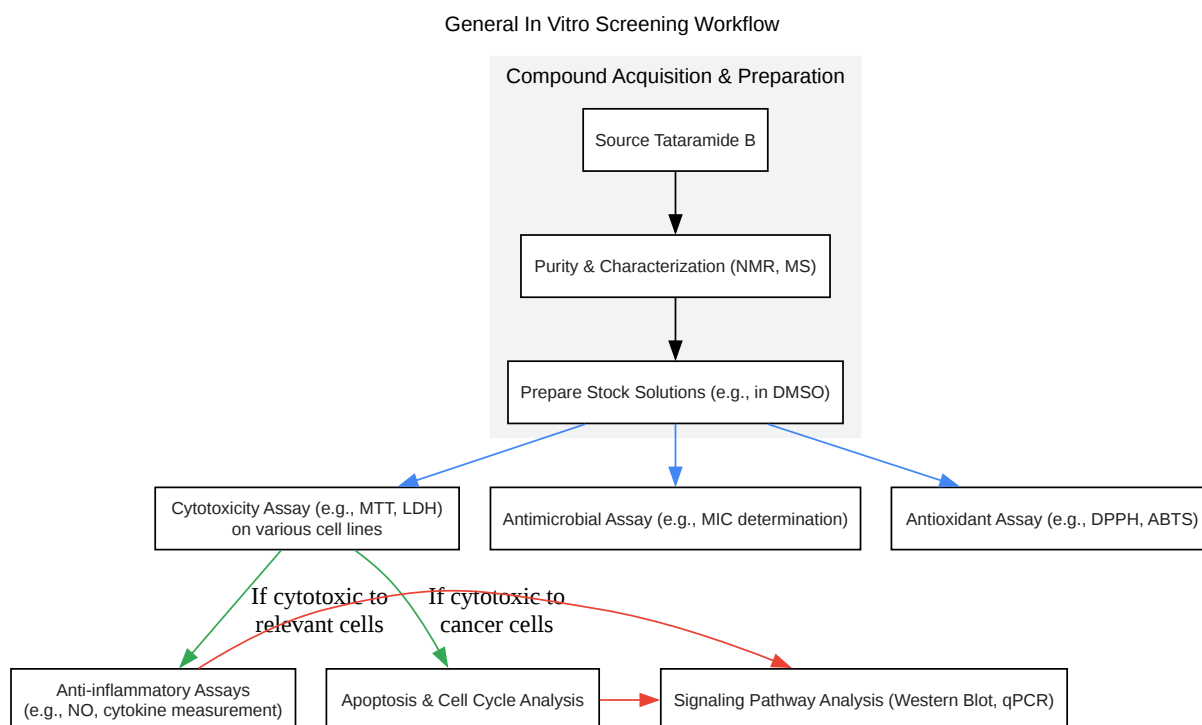 General In Vitro Screening Workflow
Compound Acquisition & Preparation
Source Tataramide B
Purity & Characterization (NMR, MS)
Prepare Stock Solutions (e.g., in DMSO)
Cytotoxicity Assay (e.g., MTT, LDH)
on various cell lines
Antimicrobial Assay (e.g., MIC determination)
Antioxidant Assay (e.g., DPPH, ABTS)
If cytotoxic to
relevant cells
If cytotoxic to
cancer cells
Anti-inflammatory Assays
(e.g., NO, cytokine measurement)
Apoptosis & Cell Cycle Analysis
Signaling Pathway Analysis (Western Blot, qPCR)